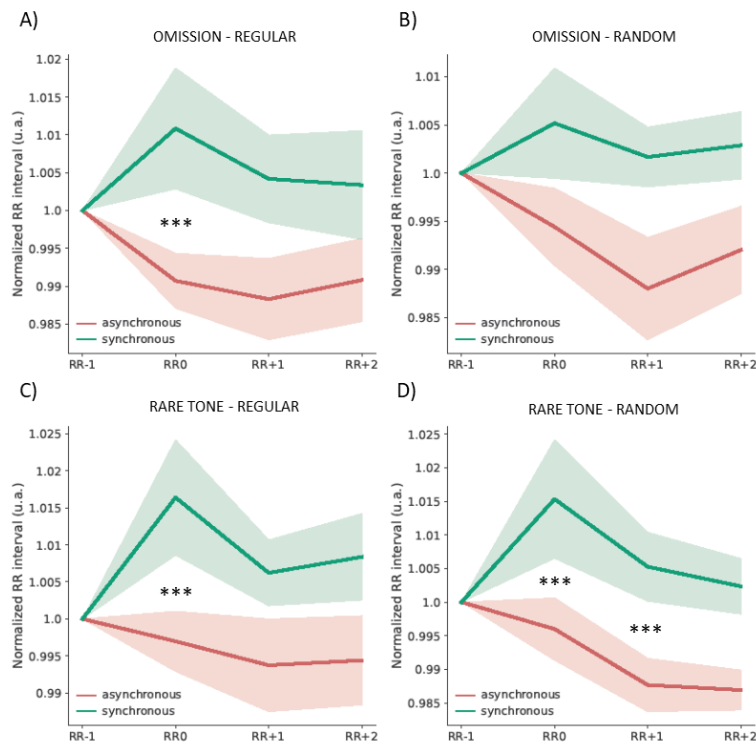 A)
OMISSION - REGULAR
Normalized RR interval (u.a.)
1.02
1.015
1.01
1.005
1.0
0.995
0.99
0.985
***
asynchronous
synchronous
RR-1 RR0 RR+1 RR+2
B)
OMISSION - RANDOM
Normalized RR interval (u.a.)
1.01
1.005
1.0
0.995
0.99
0.985
asynchronous
synchronous
RR-1 RR0 RR+1 RR+2
C)
RARE TONE - REGULAR
Normalized RR interval (u.a.)
1.025
1.02
1.015
1.01
1.005
1.0
0.995
0.99
***
asynchronous
synchronous
RR-1 RR0 RR+1 RR+2
D)
RARE TONE - RANDOM
Normalized RR interval (u.a.)
1.025
1.02
1.015
1.01
1.005
1.0
0.995
0.99
0.985
***
***
asynchronous
synchronous
RR-1 RR0 RR+1 RR+2